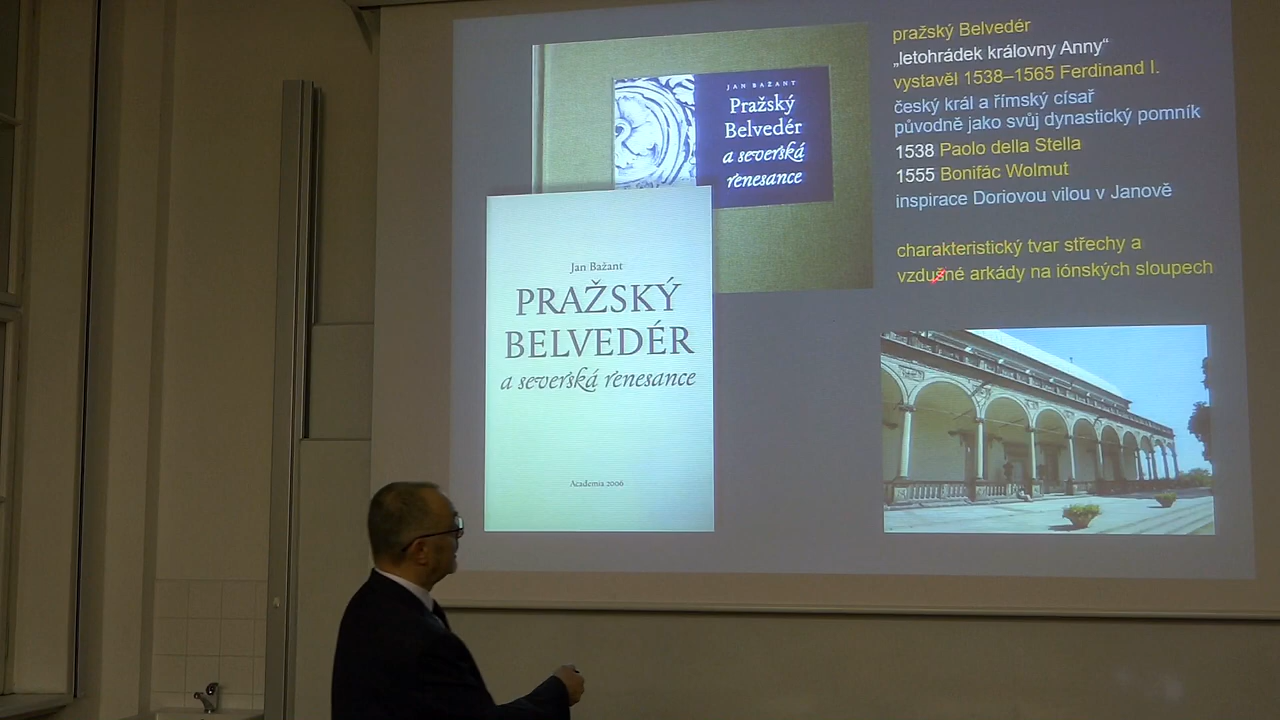 JAN BAŽANT
Pražský
Belvedér
a severská
renesance
Jan Bažant
PRAŽSKÝ
BELVEDÉR
a severská renesance
Academia 2006
pražský Belvedér
„letohrádek královny Anny“
vystavěl 1538–1565 Ferdinand I.
český král a římský císař
původně jako svůj dynastický pomník
1538 Paolo della Stella
1555 Bonifác Wolmut
inspirace Doriovou vilou v Janově
charakteristický tvar střechy a
vzdušné arkády na iónských sloupech